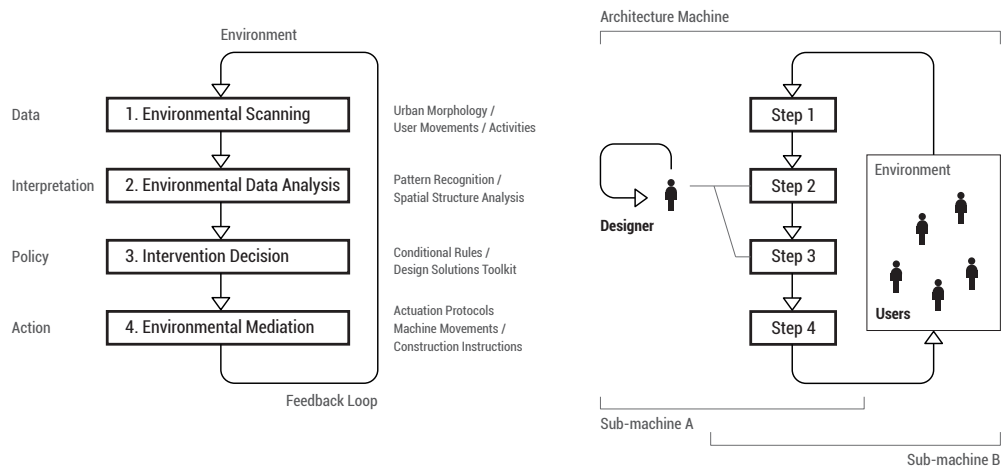 Environment
Data
1. Environmental Scanning
Urban Morphology /
User Movements / Activities
Interpretation
2. Environmental Data Analysis
Pattern Recognition /
Spatial Structure Analysis
Policy
3. Intervention Decision
Conditional Rules /
Design Solutions Toolkit
Action
4. Environmental Mediation
Actuation Protocols
Machine Movements /
Construction Instructions
Feedback Loop
Architecture Machine
Step 1
Step 2
Step 3
Step 4
Designer
Environment
Users
Sub-machine A
Sub-machine B